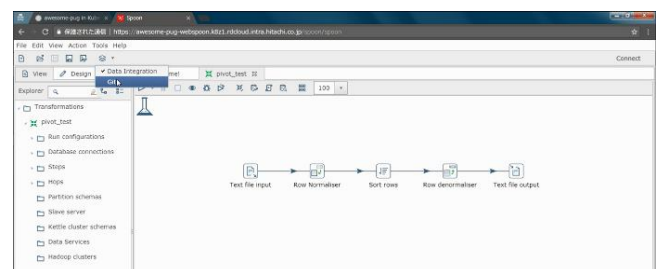 awesome-pug in Kub
Spoon
保護された通信 | https://awesome-pug-webspoon.k8z1.rdcloud.intra.hitachi.co.jp/spoon/spoon
File Edit View Action Tools Help
Connect
View
Design
✔ Data Integration
Git
me!
pivot_test
Explorer
100
Transformations
pivot_test
Run configurations
Database connections
Steps
Hops
Partition schemas
Slave server
Kettle cluster schemas
Data Services
Hadoop clusters
Text file input
Row Normaliser
Sort rows
Row denormaliser
Text file output